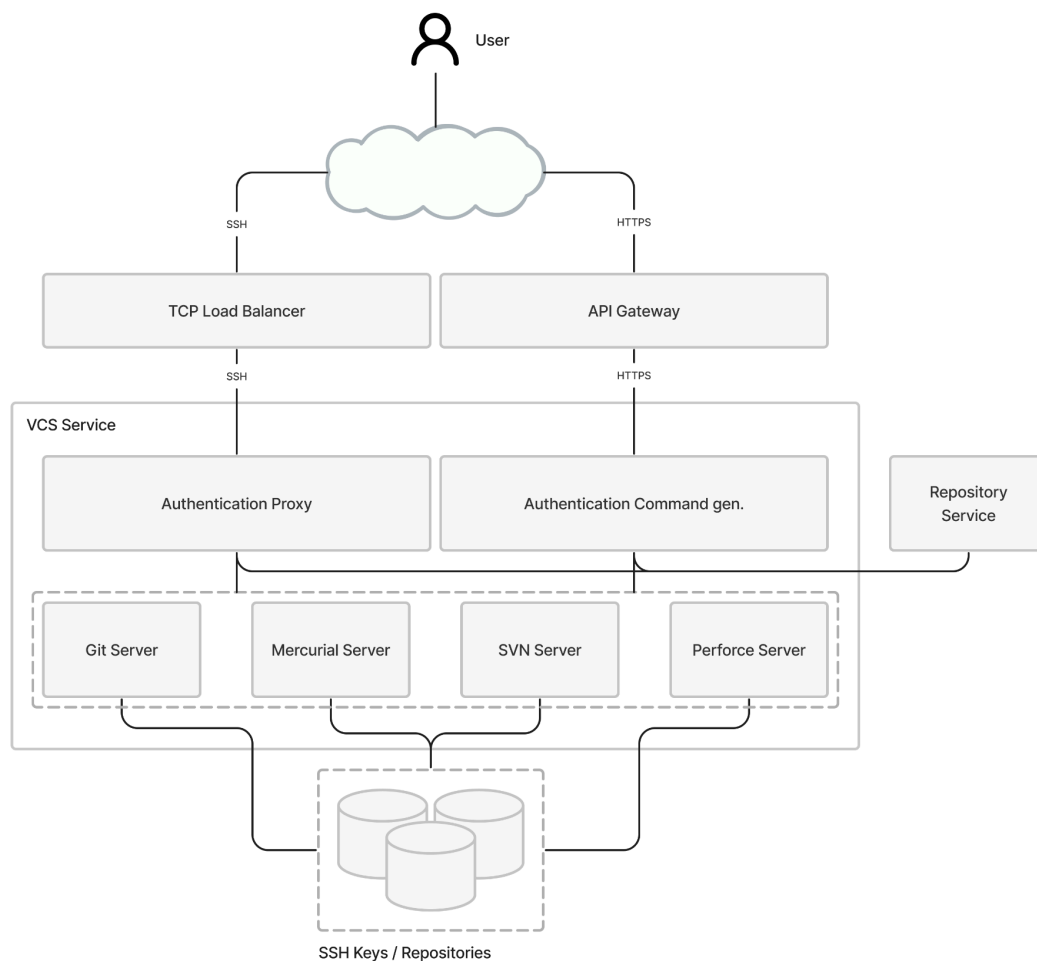 User
SSH
HTTPS
TCP Load Balancer
API Gateway
SSH
HTTPS
VCS Service
Authentication Proxy
Authentication Command gen.
Repository
Service
Git Server
Mercurial Server
SVN Server
Perforce Server
SSH Keys / Repositories